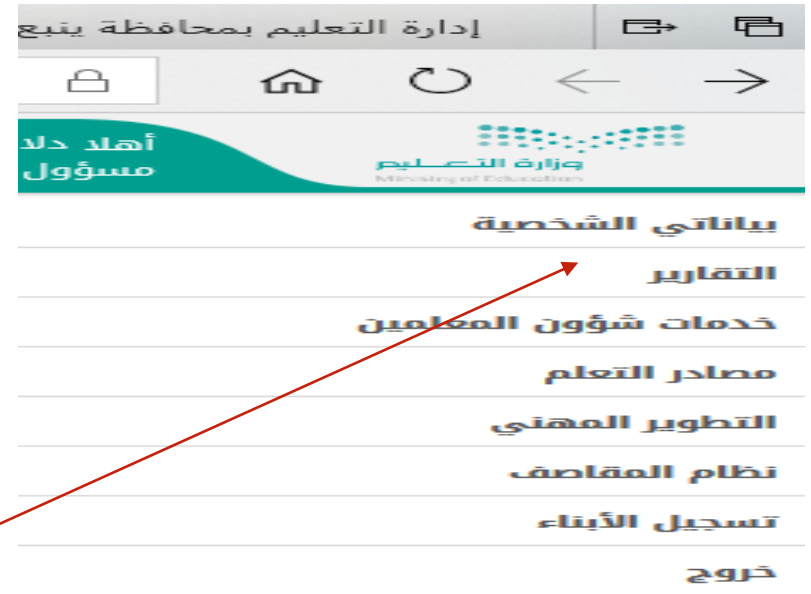 إدارة التعليم بمحافظة ينبع
أهلا دلا
مسؤول
وزارة التعليم
Ministry of Education
بياناتي الشخصية
التقارير
خدمات شؤون المعلمين
مصادر التعلم
التطوير المهني
نظام المقاصف
تسجيل الأبناء
خروج